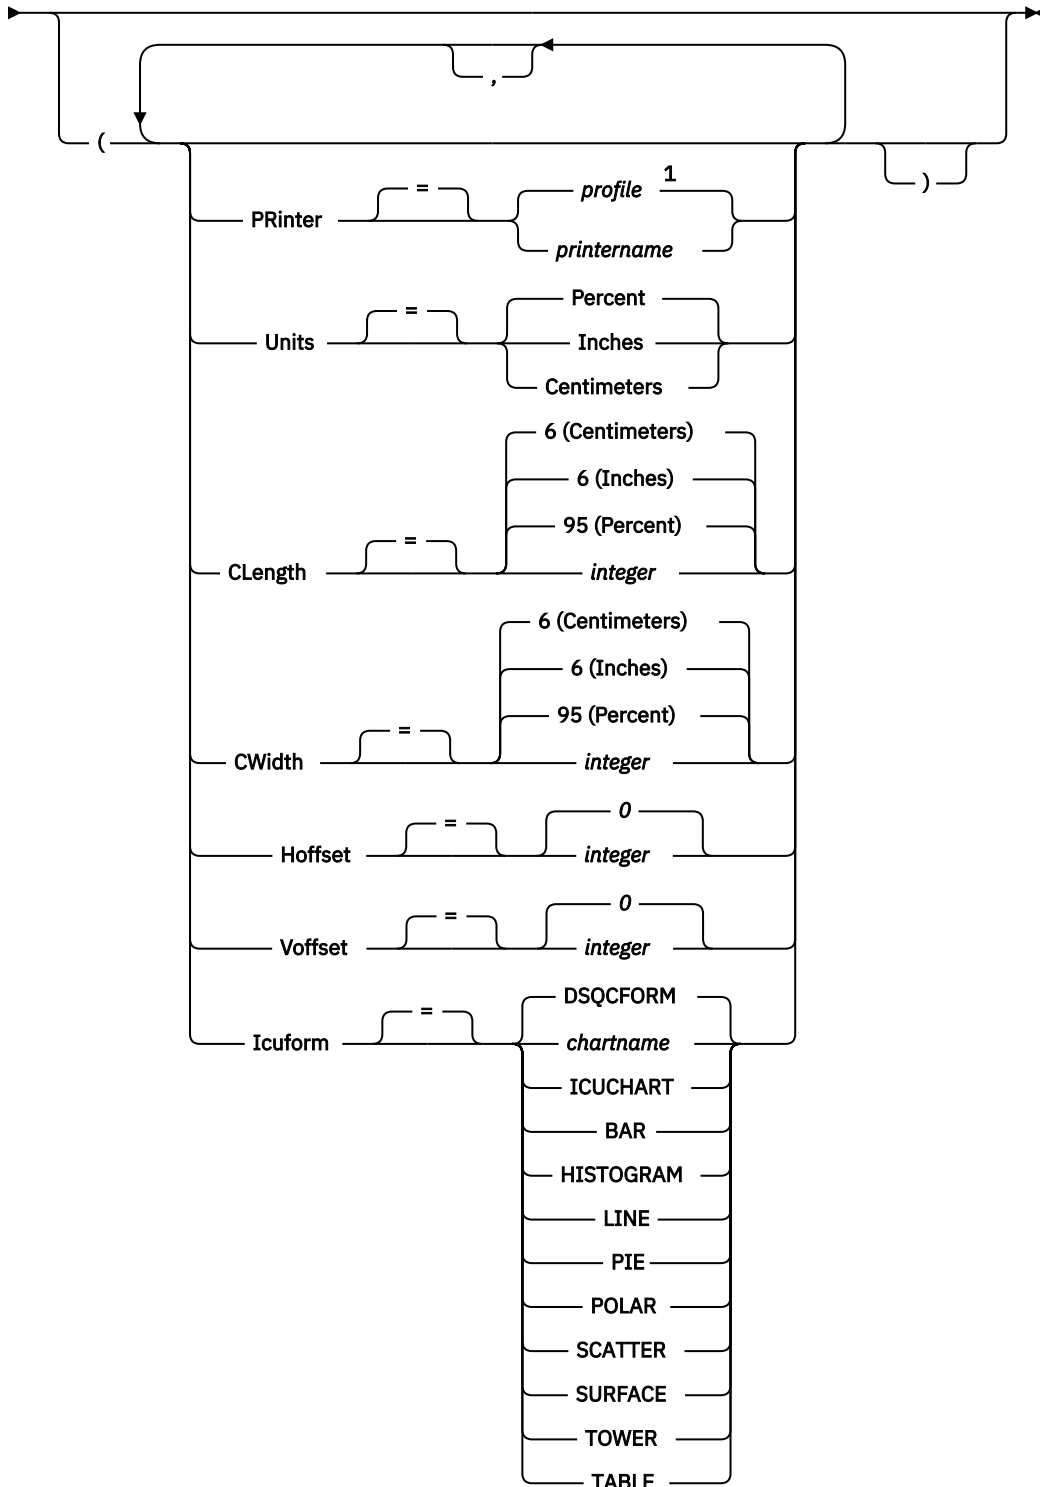 ,
(
)
PRinter = profile 1
printername
Percent
Units = Inches
Centimeters
6 (Centimeters)
6 (Inches)
95 (Percent)
CLength = integer
6 (Centimeters)
6 (Inches)
95 (Percent)
CWidth = integer
0
Hoffset = integer
0
Voffset = integer
DSQCFORM
Icuform = chartname
ICUCHART
BAR
HISTOGRAM
LINE
PIE
POLAR
SCATTER
SURFACE
TOWER
TABLE